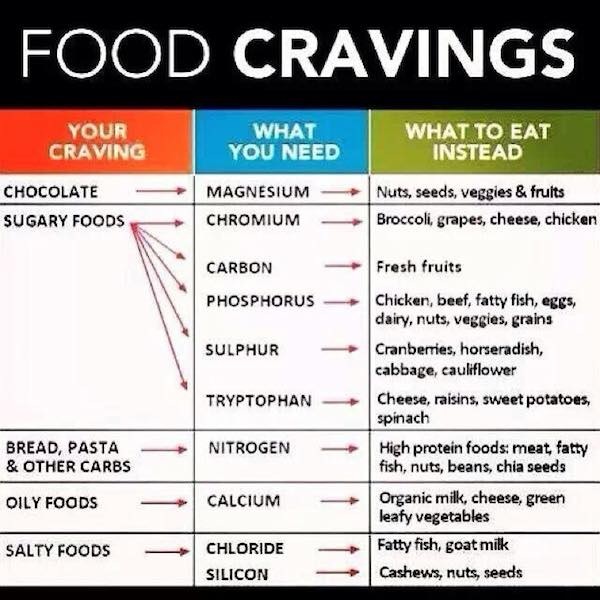 FOOD CRAVINGS
YOUR
CRAVING
WHAT
YOU NEED
WHAT TO EAT
INSTEAD
CHOCOLATE
MAGNESIUM
Nuts, seeds, veggies & fruits
SUGARY FOODS
CHROMIUM
Broccoli, grapes, cheese, chicken
CARBON
Fresh fruits
PHOSPHORUS
Chicken, beef, fatty fish, eggs,
dairy, nuts, veggies, grains
SULPHUR
Cranberries, horseradish,
cabbage, cauliflower
TRYPTOPHAN
Cheese, raisins, sweet potatoes,
spinach
BREAD, PASTA
& OTHER CARBS
NITROGEN
High protein foods: meat, fatty
fish, nuts, beans, chia seeds
OILY FOODS
CALCIUM
Organic milk, cheese, green
leafy vegetables
SALTY FOODS
CHLORIDE
Fatty fish, goat milk
SILICON
Cashews, nuts, seeds